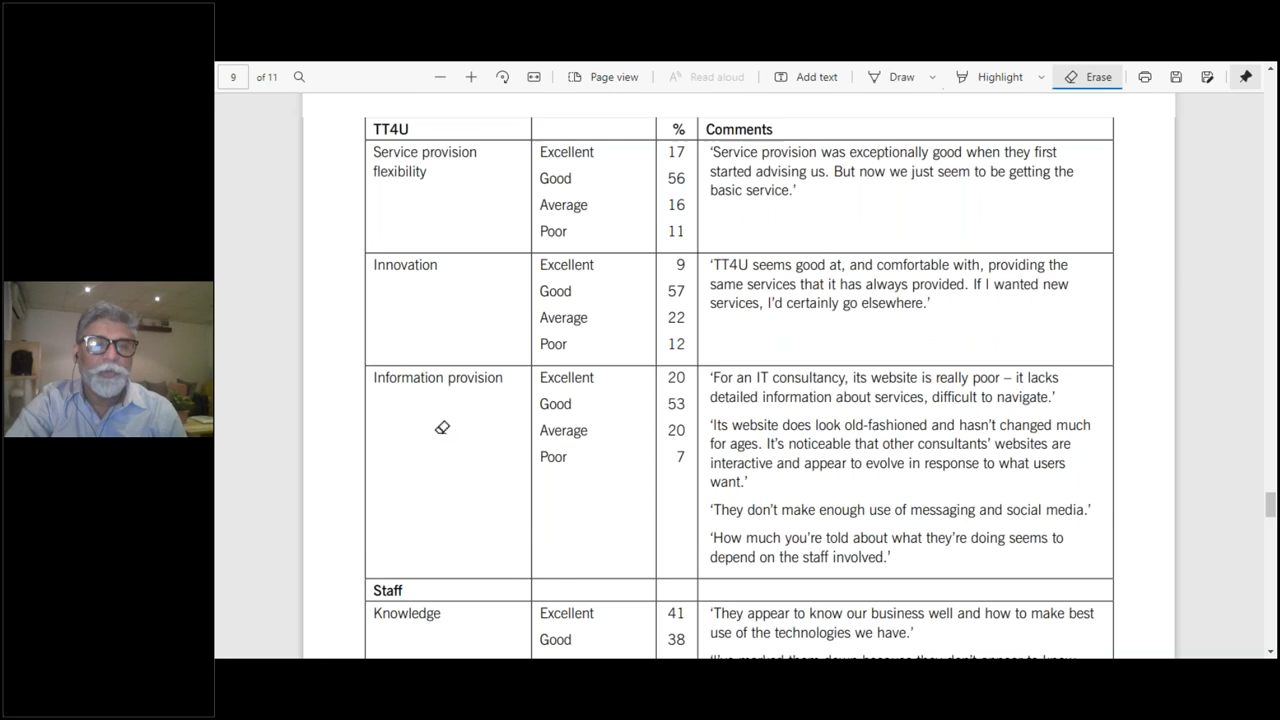 9 of 11
Page view
Read aloud
Add text
Draw
Highlight
Erase
TT4U % Comments
Service provision Excellent 17 ‘Service provision was exceptionally good when they first
flexibility Good 56 started advising us. But now we just seem to be getting the
Average 16 basic service.’
Poor 11
Innovation Excellent 9 ‘TT4U seems good at, and comfortable with, providing the
Good 57 same services that it has always provided. If I wanted new
Average 22 services, I’d certainly go elsewhere.’
Poor 12
Information provision Excellent 20 ‘For an IT consultancy, its website is really poor – it lacks
Good 53 detailed information about services, difficult to navigate.’
Average 20 ‘Its website does look old-fashioned and hasn’t changed much
Poor 7 for ages. It’s noticeable that other consultants’ websites are
interactive and appear to evolve in response to what users
want.’
‘They don’t make enough use of messaging and social media.’
‘How much you’re told about what they’re doing seems to
depend on the staff involved.’
Staff
Knowledge Excellent 41 ‘They appear to know our business well and how to make best
Good 38 use of the technologies we have.’